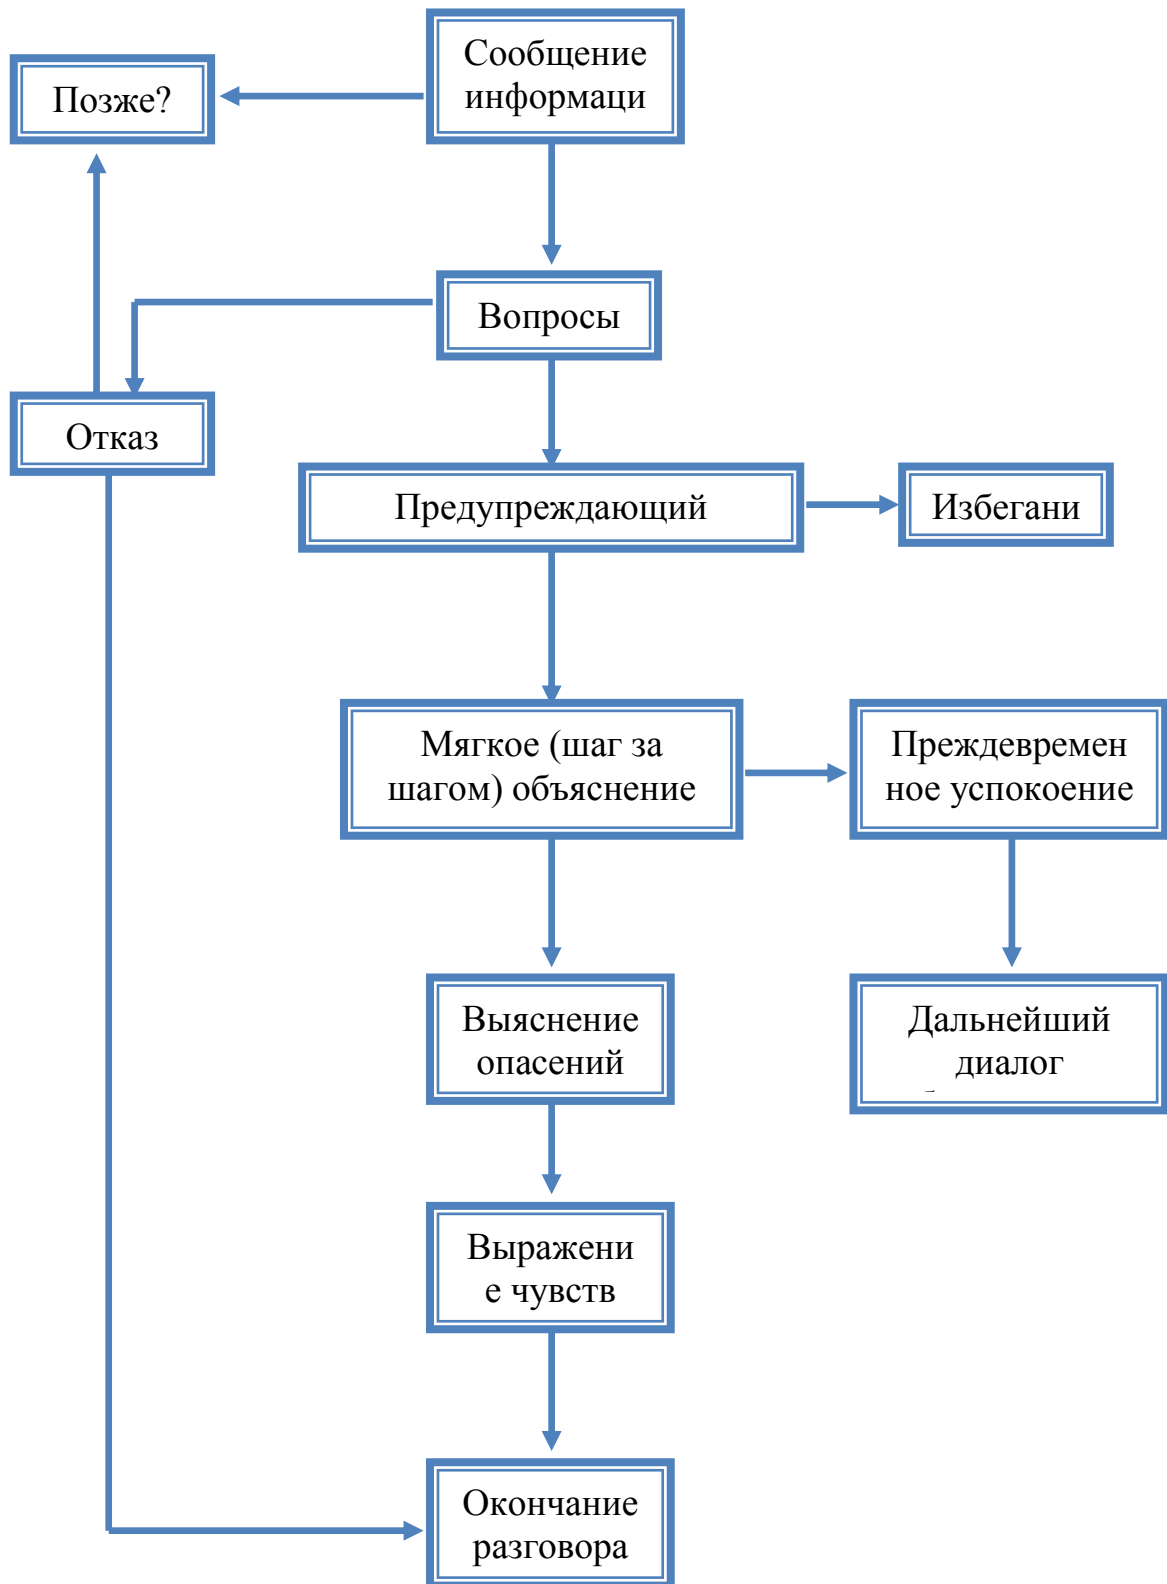 Сообщение
информаци
Позже?
Вопросы
Отказ
Предупреждающий
Избегани
Мягкое (шаг за
шагом) объяснение
Преждевремен
ное успокоение
Выяснение
опасений
Дальнейший
диалог
Выражени
е чувств
Окончание
разговора